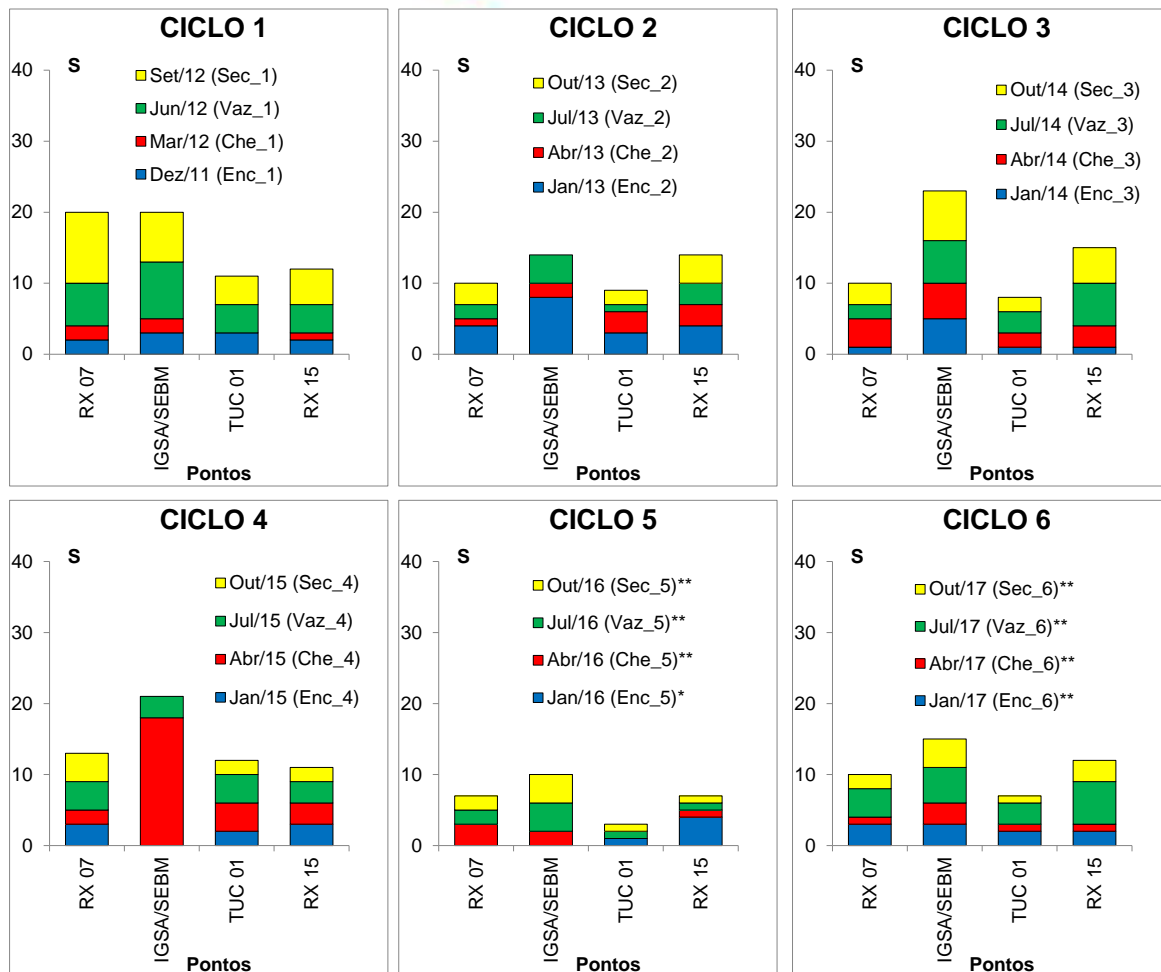 CICLO 1
S
40
30
20
10
0
Set/12 (Sec_1)
Jun/12 (Vaz_1)
Mar/12 (Che_1)
Dez/11 (Enc_1)
RX 07
IGSA/SEBM
TUC 01
RX 15
Pontos
CICLO 2
S
40
30
20
10
0
Out/13 (Sec_2)
Jul/13 (Vaz_2)
Abr/13 (Che_2)
Jan/13 (Enc_2)
RX 07
IGSA/SEBM
TUC 01
RX 15
Pontos
CICLO 3
S
40
30
20
10
0
Out/14 (Sec_3)
Jul/14 (Vaz_3)
Abr/14 (Che_3)
Jan/14 (Enc_3)
RX 07
IGSA/SEBM
TUC 01
RX 15
Pontos
CICLO 4
S
40
30
20
10
0
Out/15 (Sec_4)
Jul/15 (Vaz_4)
Abr/15 (Che_4)
Jan/15 (Enc_4)
RX 07
IGSA/SEBM
TUC 01
RX 15
Pontos
CICLO 5
S
40
30
20
10
0
Out/16 (Sec_5)**
Jul/16 (Vaz_5)**
Abr/16 (Che_5)**
Jan/16 (Enc_5)*
RX 07
IGSA/SEBM
TUC 01
RX 15
Pontos
CICLO 6
S
40
30
20
10
0
Out/17 (Sec_6)**
Jul/17 (Vaz_6)**
Abr/17 (Che_6)**
Jan/17 (Enc_6)**
RX 07
IGSA/SEBM
TUC 01
RX 15
Pontos